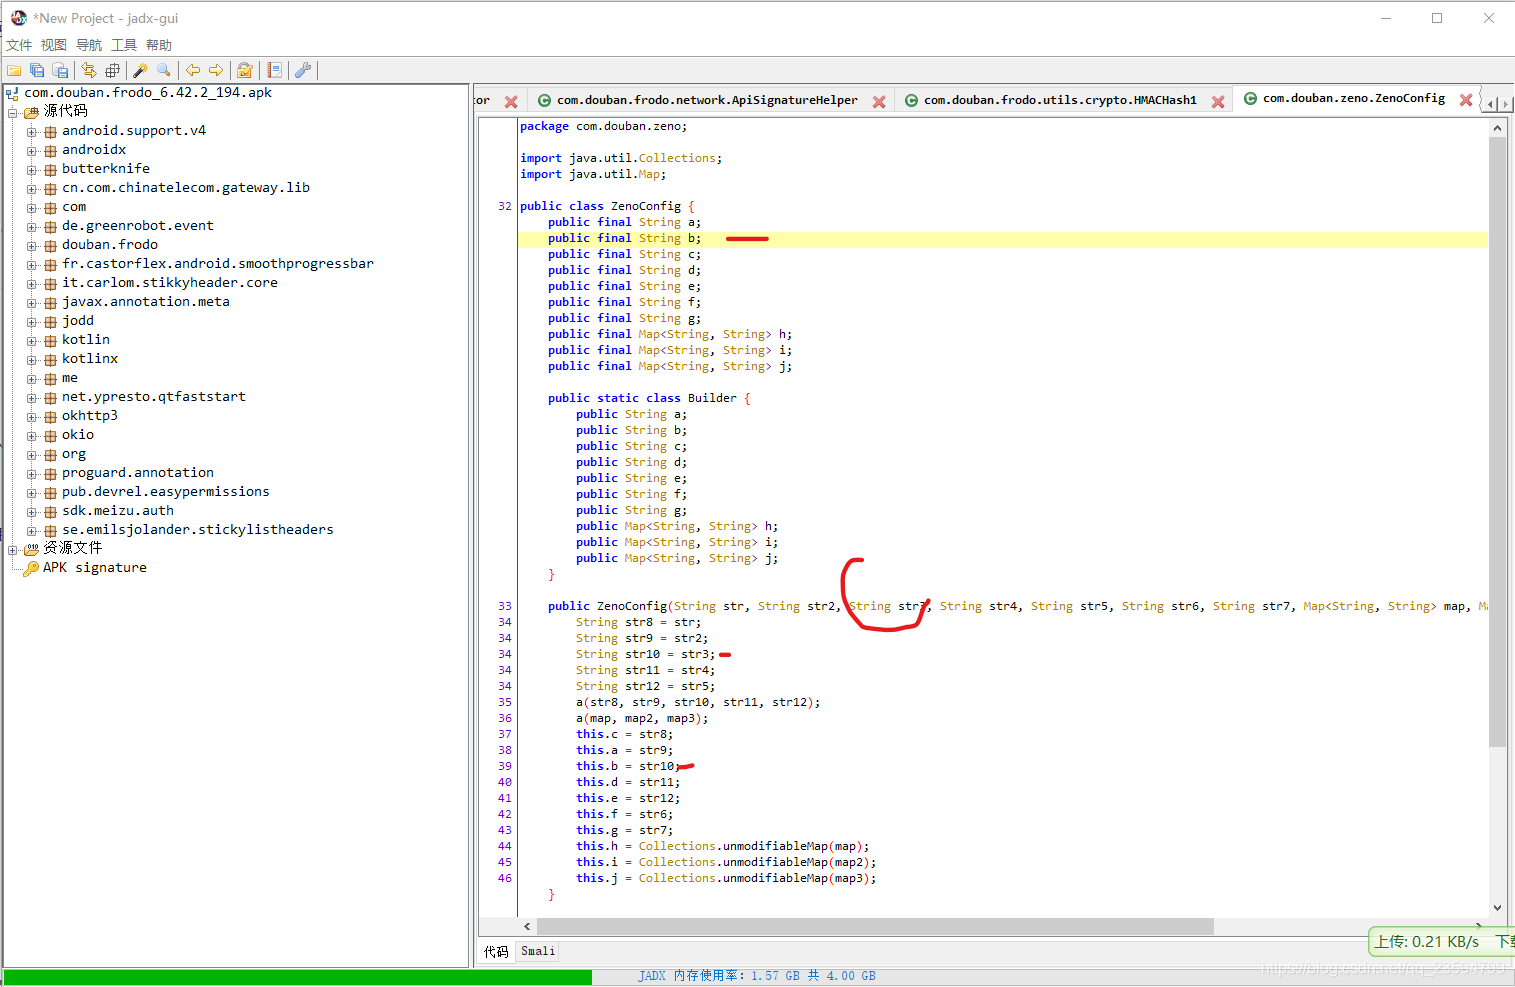 *New Project - jadx-gui
文件 视图 导航 工具 帮助
com.douban.frodo_6.42.2_194.apk
源代码
android.support.v4
androidx
butterknife
cn.com.chinatelecom.gateway.lib
com
de.greenrobot.event
douban.frodo
fr.castorflex.android.smoothprogressbar
it.carlom.stikkyheader.core
javax.annotation.meta
jodd
kotlin
kotlinx
me
net.ypresto.qtfaststart
okhttp3
okio
org
proguard.annotation
pub.devrel.easypermissions
sdk.meizu.auth
se.emilsjolander.stickylistheaders
资源文件
APK signature
tor com.douban.frodo.network.ApiSignatureHelper com.douban.frodo.utils.crypto.HMACHash1 com.douban.zeno.ZenoConfig
package com.douban.zeno;
import java.util.Collections;
import java.util.Map;
32 public class ZenoConfig {
public final String a;
public final String b;
public final String c;
public final String d;
public final String e;
public final String f;
public final String g;
public final Map<String, String> h;
public final Map<String, String> i;
public final Map<String, String> j;
public static class Builder {
public String a;
public String b;
public String c;
public String d;
public String e;
public String f;
public String g;
public Map<String, String> h;
public Map<String, String> i;
public Map<String, String> j;
}
33 public ZenoConfig(String str, String str2, String str3, String str4, String str5, String str6, String str7, Map<String, String> map, Ma
34 String str8 = str;
34 String str9 = str2;
34 String str10 = str3;
34 String str11 = str4;
34 String str12 = str5;
35 a(str8, str9, str10, str11, str12);
36 a(map, map2, map3);
37 this.c = str8;
38 this.a = str9;
39 this.b = str10;
40 this.d = str11;
41 this.e = str12;
42 this.f = str6;
43 this.g = str7;
44 this.h = Collections.unmodifiableMap(map);
45 this.i = Collections.unmodifiableMap(map2);
46 this.j = Collections.unmodifiableMap(map3);
}
代码 Smali
上传: 0.21 KB/s 下载
JADX 内存使用率: 1.57 GB 共 4.00 GB
https://blog.csdn.net/qq_23594799